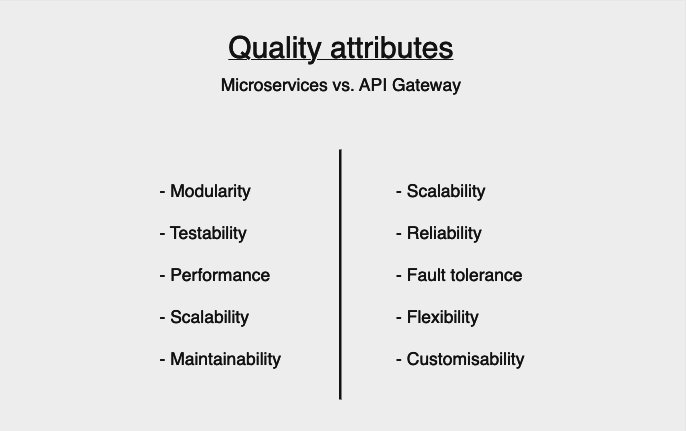 Quality attributes
Microservices vs. API Gateway
- Modularity
- Testability
- Performance
- Scalability
- Maintainability
- Scalability
- Reliability
- Fault tolerance
- Flexibility
- Customisability